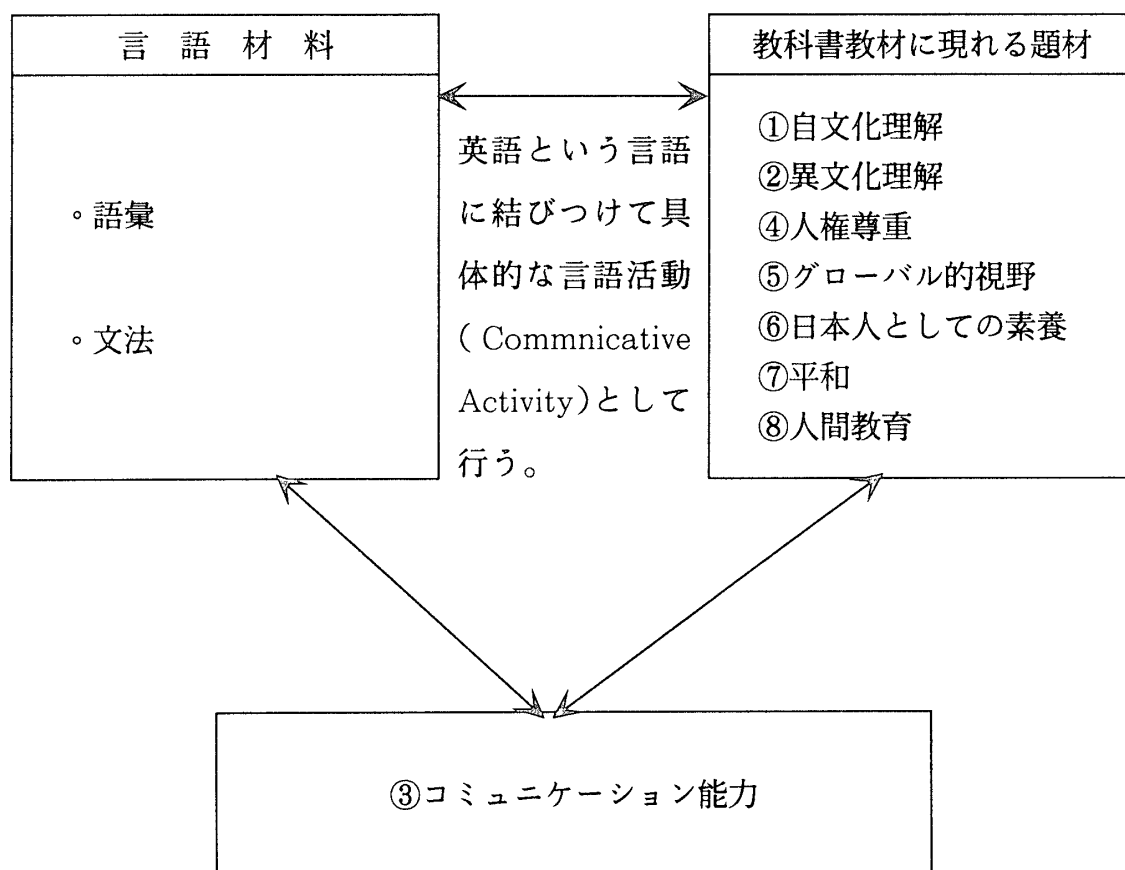 言語材料
。語彙
。文法
英語という言語
に結びつけて具
体的な言語活動
(Commnicative
Activity)として
行う。
教科書教材に現れる題材
①自文化理解
②異文化理解
④人権尊重
⑤グローバル的視野
⑥日本人としての素養
⑦平和
⑧人間教育
③コミュニケーション能力